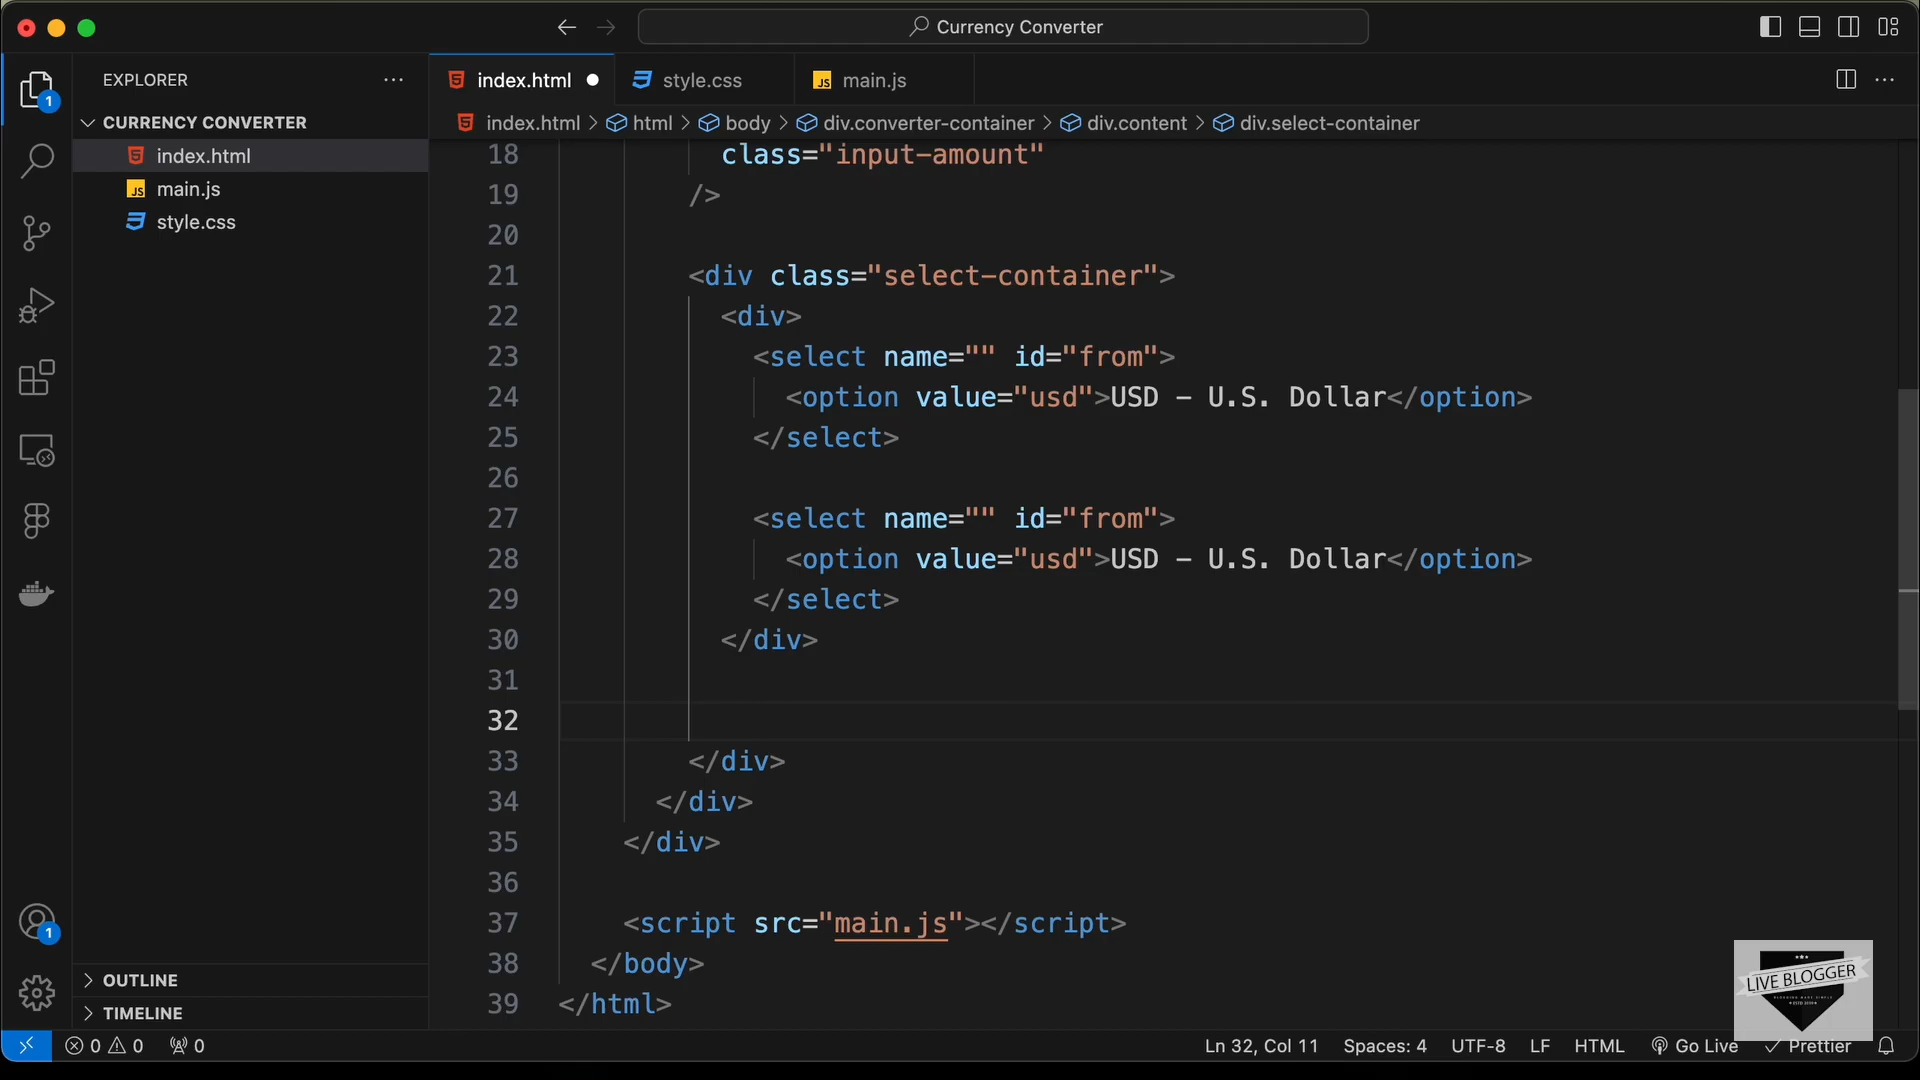 Currency Converter
EXPLORER
index.html
style.css
main.js
1
CURRENCY CONVERTER
index.html
main.js
style.css
index.html > html > body > div.converter-container > div.content > div.select-container
18 class="input-amount"
19 />
20
21 <div class="select-container">
22 <div>
23 <select name="" id="from">
24 <option value="usd">USD - U.S. Dollar</option>
25 </select>
26
27 <select name="" id="from">
28 <option value="usd">USD - U.S. Dollar</option>
29 </select>
30 </div>
31
32
33 </div>
34 </div>
35 </div>
36
37 <script src="main.js"></script>
38 </body>
39 </html>
1
OUTLINE
TIMELINE
LIVE BLOGGER
0 0 0
Ln 32, Col 11 Spaces: 4 UTF-8 LF HTML Go Live Prettier